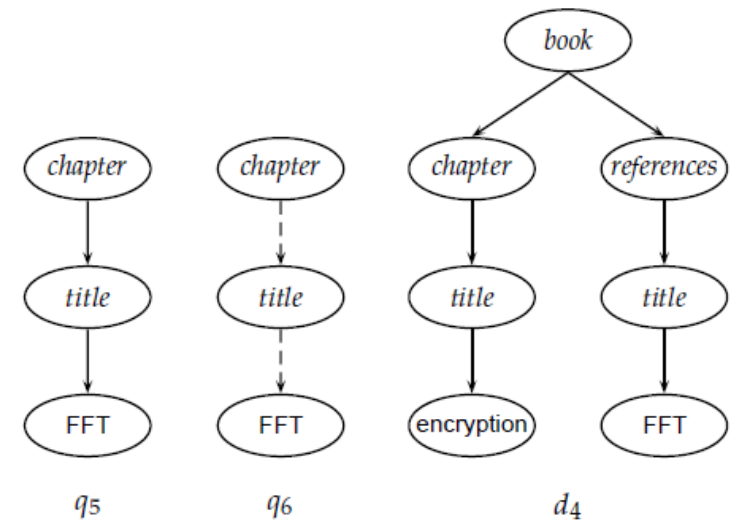 book
chapter chapter chapter references
title title title title
FFT FFT encryption FFT
q5 q6 d4